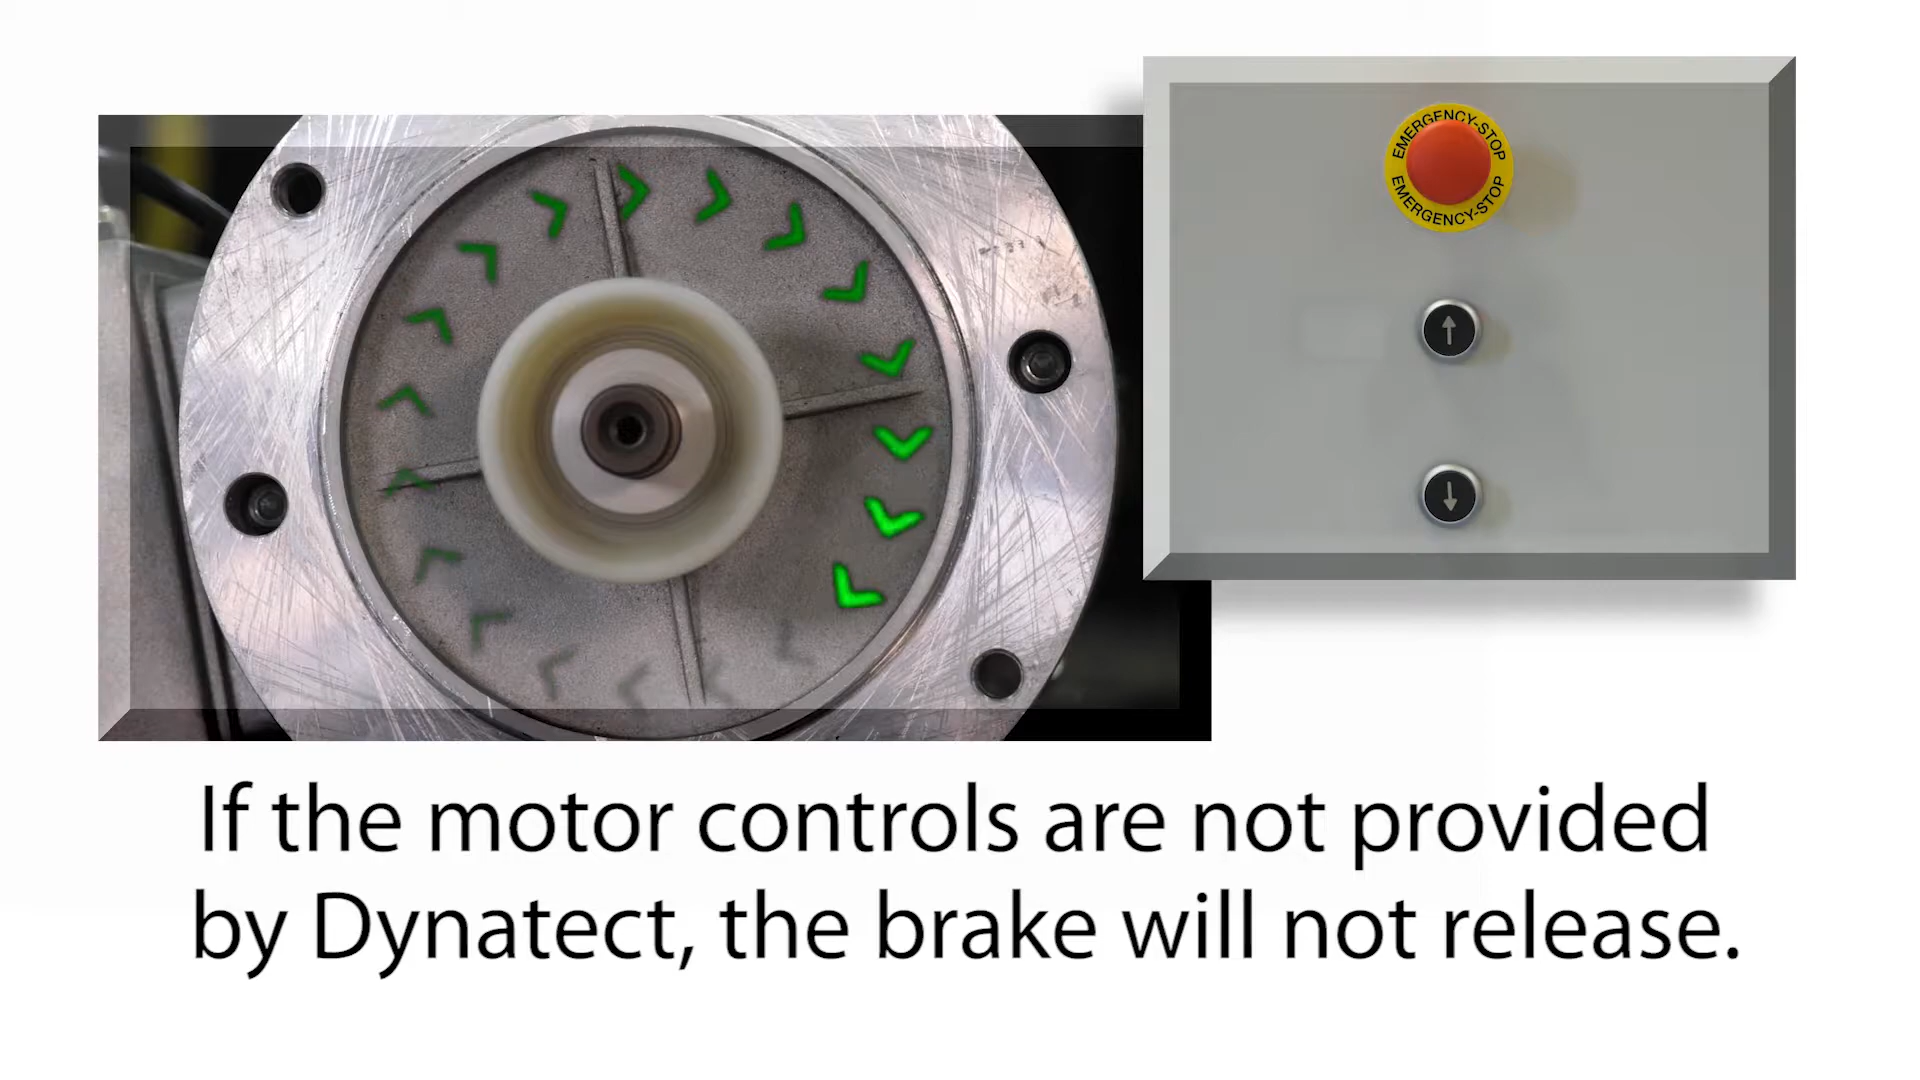 EMERGENCY-STOP
EMERGENCY-STOP
If the motor controls are not provided
by Dynatect, the brake will not release.